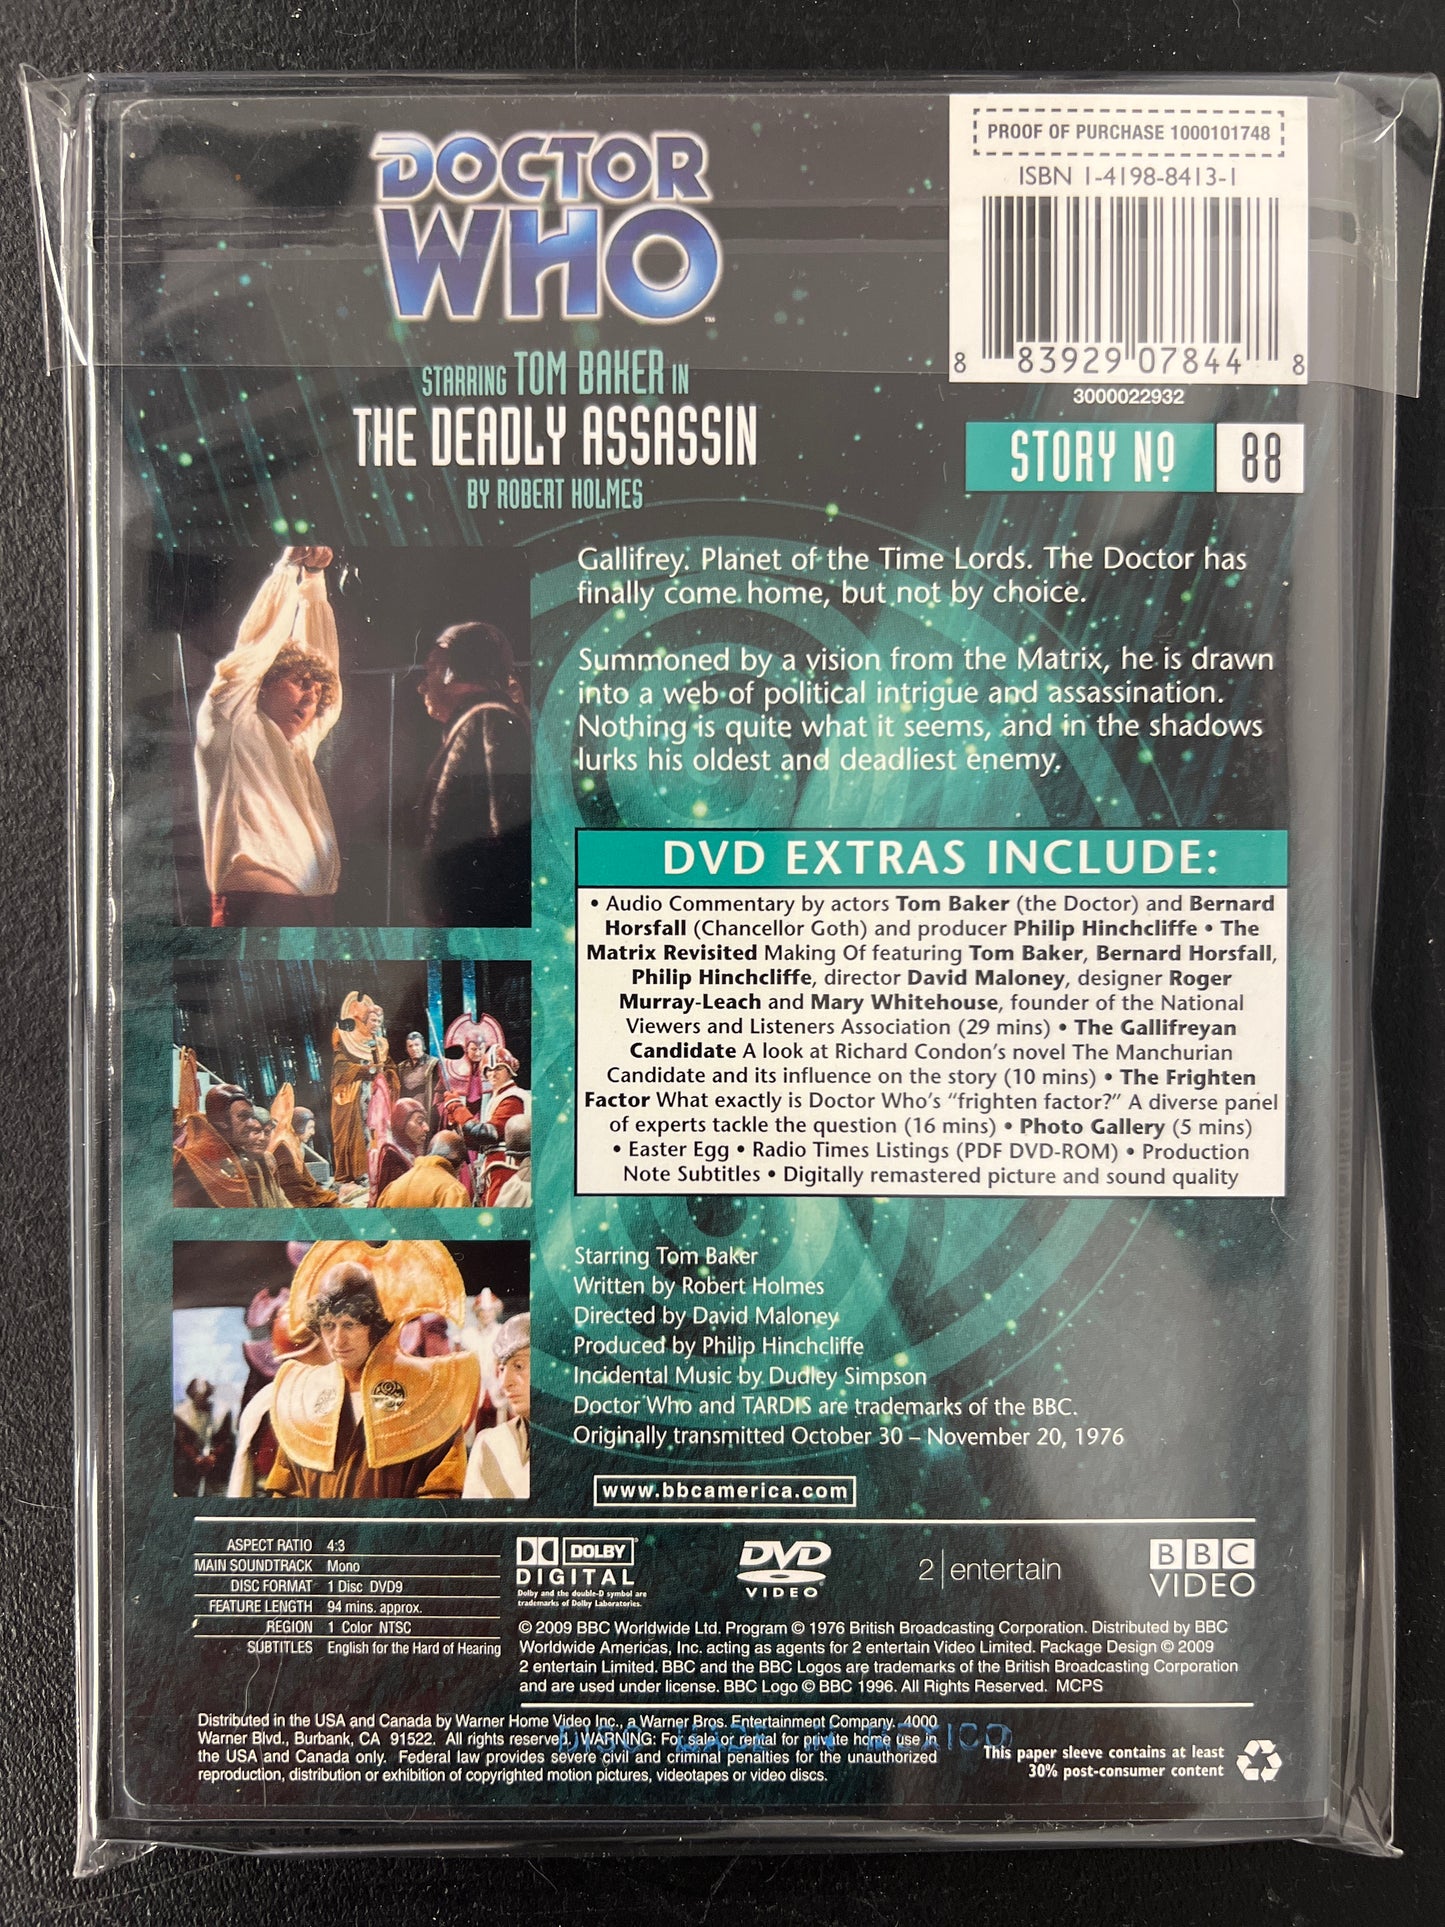 PROOF OF PURCHASE 1000101748
ISBN 1-4198-8413-1
8 83929 07844 8
3000022932
DOCTOR
WHO
™
STARRING TOM BAKER IN
THE DEADLY ASSASSIN
BY ROBERT HOLMES
STORY Nº 88
Gallifrey. Planet of the Time Lords. The Doctor has
finally come home, but not by choice.
Summoned by a vision from the Matrix, he is drawn
into a web of political intrigue and assassination.
Nothing is quite what it seems, and in the shadows
lurks his oldest and deadliest enemy.
DVD EXTRAS INCLUDE:
• Audio Commentary by actors Tom Baker (the Doctor) and Bernard
Horsfall (Chancellor Goth) and producer Philip Hinchcliffe • The
Matrix Revisited Making Of featuring Tom Baker, Bernard Horsfall,
Philip Hinchcliffe, director David Maloney, designer Roger
Murray-Leach and Mary Whitehouse, founder of the National
Viewers and Listeners Association (29 mins) • The Gallifreyan
Candidate A look at Richard Condon's novel The Manchurian
Candidate and its influence on the story (10 mins) • The Frighten
Factor What exactly is Doctor Who's "frighten factor?" A diverse panel
of experts tackle the question (16 mins) • Photo Gallery (5 mins)
• Easter Egg • Radio Times Listings (PDF DVD-ROM) • Production
Note Subtitles • Digitally remastered picture and sound quality
Starring Tom Baker
Written by Robert Holmes
Directed by David Maloney
Produced by Philip Hinchcliffe
Incidental Music by Dudley Simpson
Doctor Who and TARDIS are trademarks of the BBC.
Originally transmitted October 30 – November 20, 1976
www.bbcamerica.com
ASPECT RATIO 4:3
MAIN SOUNDTRACK Mono
DISC FORMAT 1 Disc DVD9
FEATURE LENGTH 94 mins. approx.
REGION 1 Color NTSC
SUBTITLES English for the Hard of Hearing
DOLBY
DIGITAL
Dolby and the double-D symbol are
trademarks of Dolby Laboratories.
DVD
VIDEO
2 | entertain
BBC
VIDEO
© 2009 BBC Worldwide Ltd. Program © 1976 British Broadcasting Corporation. Distributed by BBC
Worldwide Americas, Inc. acting as agents for 2 entertain Video Limited. Package Design © 2009
2 entertain Limited. BBC and the BBC Logos are trademarks of the British Broadcasting Corporation
and are used under license. BBC Logo © BBC 1996. All Rights Reserved. MCPS
Distributed in the USA and Canada by Warner Home Video Inc., a Warner Bros. Entertainment Company. 4000
Warner Blvd., Burbank, CA 91522. All rights reserved. WARNING: For sale or rental for private home use in
the USA and Canada only. Federal law provides severe civil and criminal penalties for the unauthorized
reproduction, distribution or exhibition of copyrighted motion pictures, videotapes or video discs.
DISC MADE IN MEXICO
This paper sleeve contains at least
30% post-consumer content